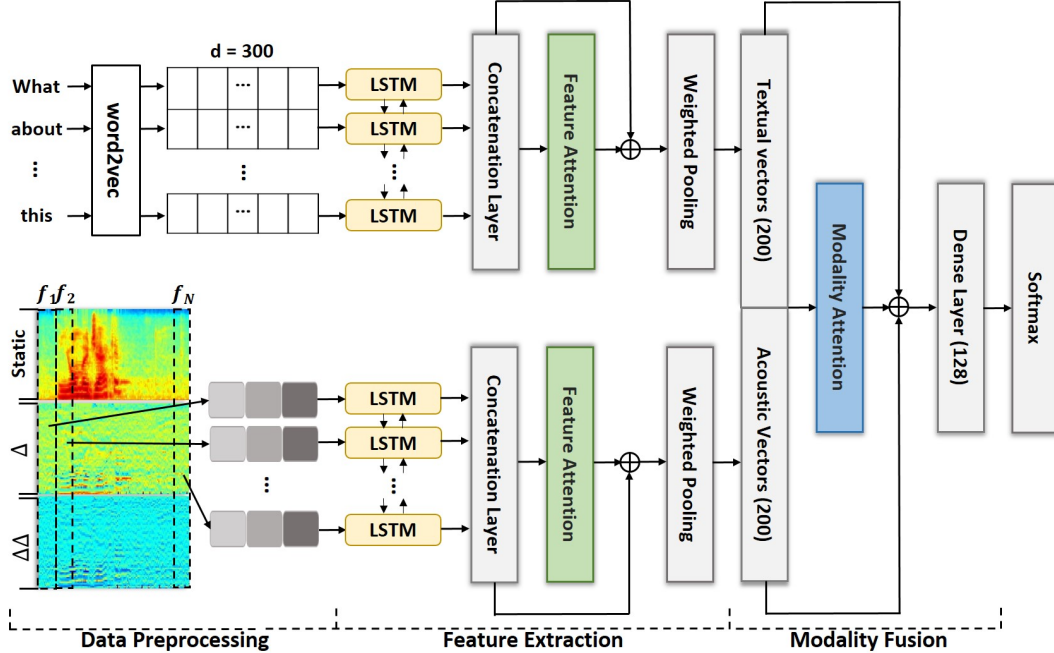 d = 300
What
about
...
this
word2vec
...
...
...
...
LSTM
LSTM
...
LSTM
Concatenation Layer
Feature Attention
Weighted Pooling
Textual vectors (200)
Modality Attention
Dense Layer (128)
Softmax
f₁ f₂
f_N
Static
Δ
ΔΔ
...
LSTM
LSTM
...
LSTM
Concatenation Layer
Feature Attention
Weighted Pooling
Acoustic Vectors (200)
Data Preprocessing
Feature Extraction
Modality Fusion